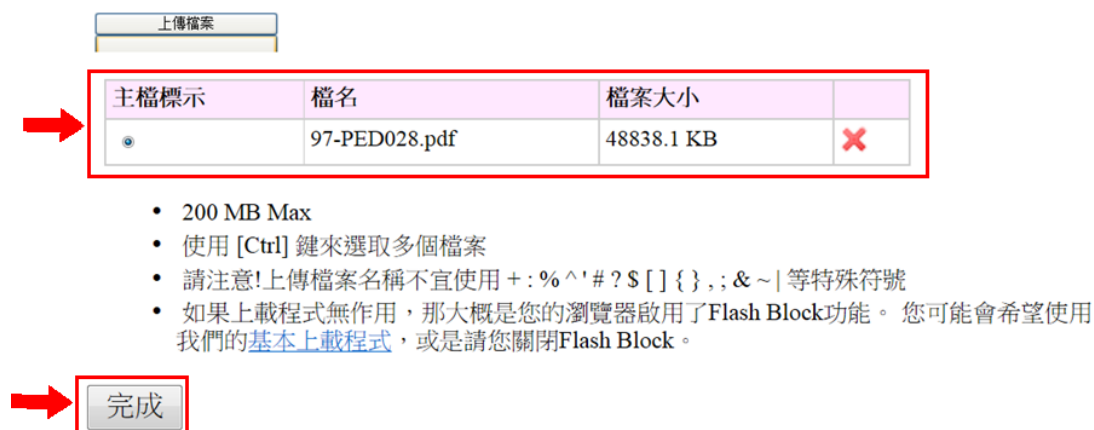 上傳檔案
主檔標示 檔名 檔案大小
97-PED028.pdf 48838.1 KB
• 200 MB Max
• 使用 [Ctrl] 鍵來選取多個檔案
• 請注意!上傳檔案名稱不宜使用 + : % ^ ' # ? $ [ ] { } , ; & ~ | 等特殊符號
• 如果上載程式無作用，那大概是您的瀏覽器啟用了Flash Block功能。 您可能會希望使用
我們的基本上載程式，或是請您關閉Flash Block。
完成